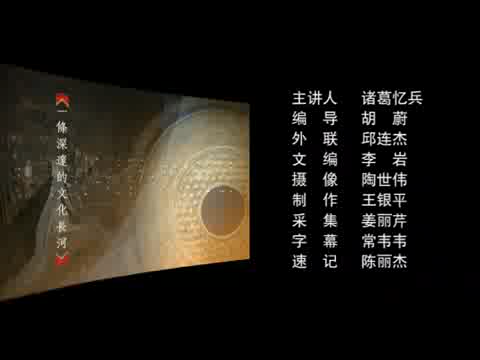 一條深邃的文化長河
主讲人 诸葛忆兵
编导 胡蔚
外联 邱连杰
文编 李岩
摄像 陶世伟
制作 王银平
采集 姜丽芹
字幕 常韦韦
速记 陈丽杰